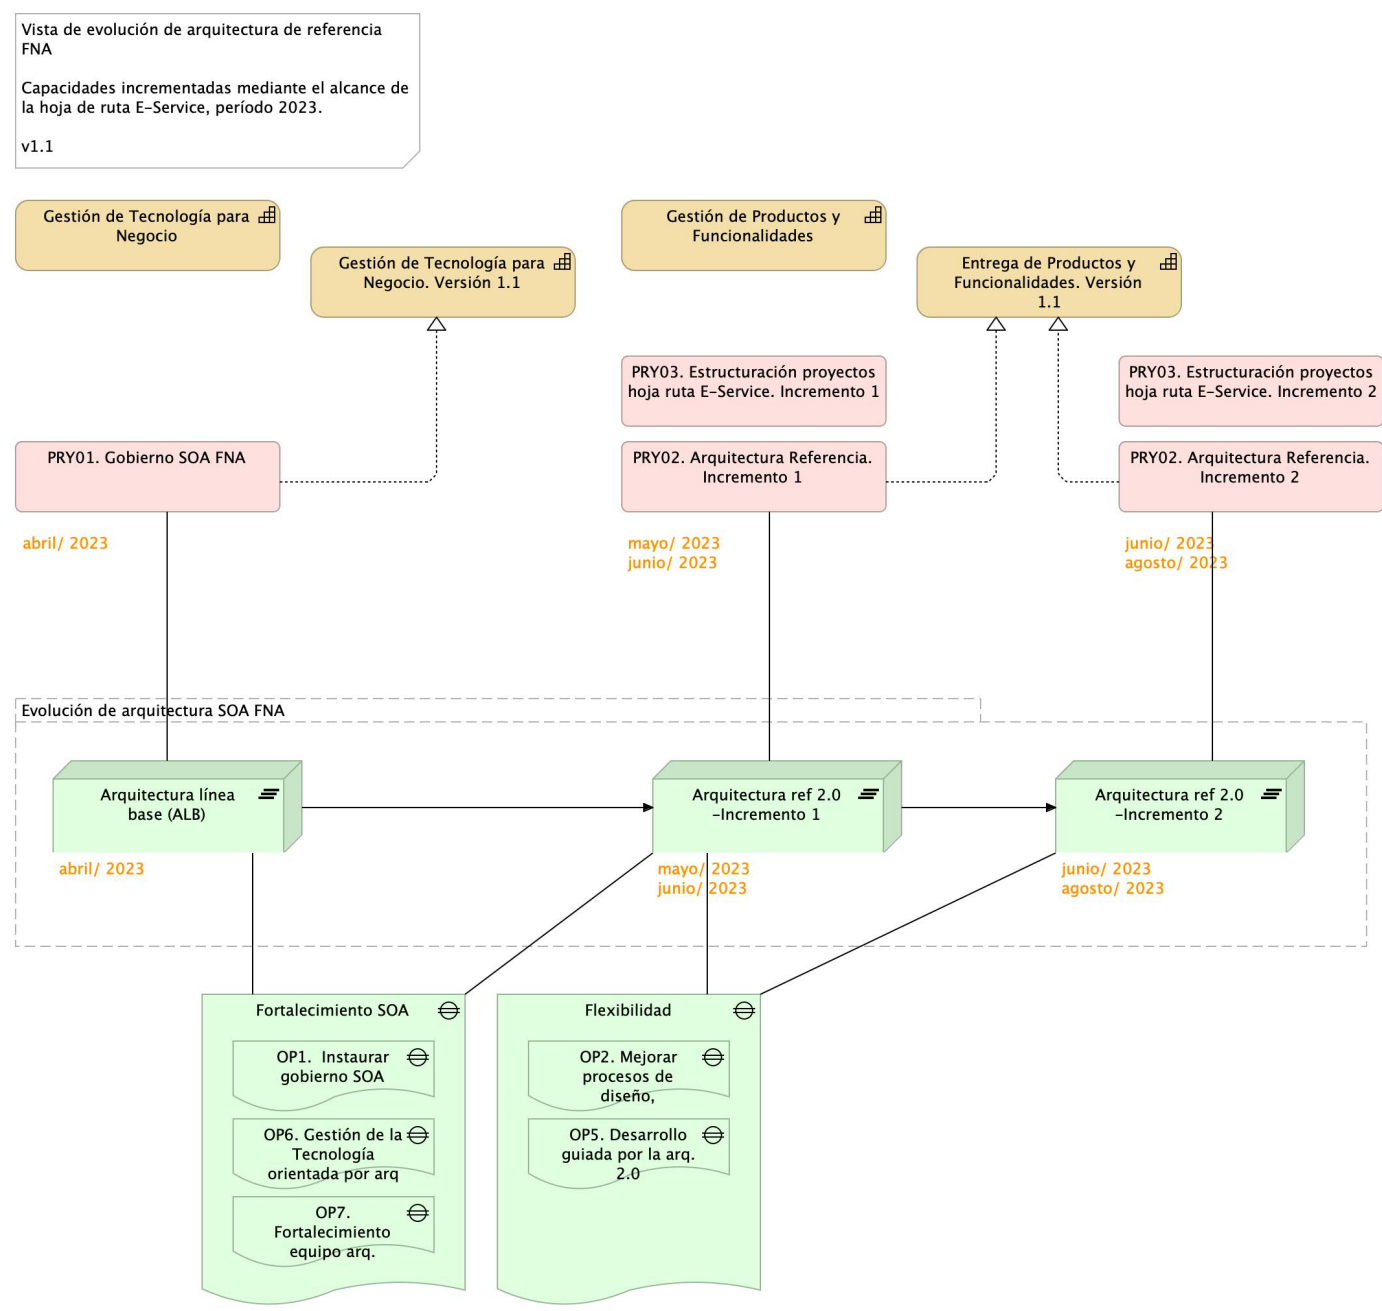 Vista de evolución de arquitectura de referencia
FNA
Capacidades incrementadas mediante el alcance de
la hoja de ruta E-Service, período 2023.
v1.1
Gestión de Tecnología para
Negocio
Gestión de Tecnología para
Negocio. Versión 1.1
Gestión de Productos y
Funcionalidades
Entrega de Productos y
Funcionalidades. Versión
1.1
PRY03. Estructuración proyectos
hoja ruta E-Service. Incremento 1
PRY03. Estructuración proyectos
hoja ruta E-Service. Incremento 2
PRY01. Gobierno SOA FNA
PRY02. Arquitectura Referencia.
Incremento 1
PRY02. Arquitectura Referencia.
Incremento 2
abril/ 2023
mayo/ 2023
junio/ 2023
junio/ 2023
agosto/ 2023
Evolución de arquitectura SOA FNA
Arquitectura línea
base (ALB)
Arquitectura ref 2.0
-Incremento 1
Arquitectura ref 2.0
-Incremento 2
abril/ 2023
mayo/ 2023
junio/ 2023
junio/ 2023
agosto/ 2023
Fortalecimiento SOA
OP1. Instaurar
gobierno SOA
OP6. Gestión de la
Tecnología
orientada por arq
OP7.
Fortalecimiento
equipo arq.
Flexibilidad
OP2. Mejorar
procesos de
diseño,
OP5. Desarrollo
guiada por la arq.
2.0